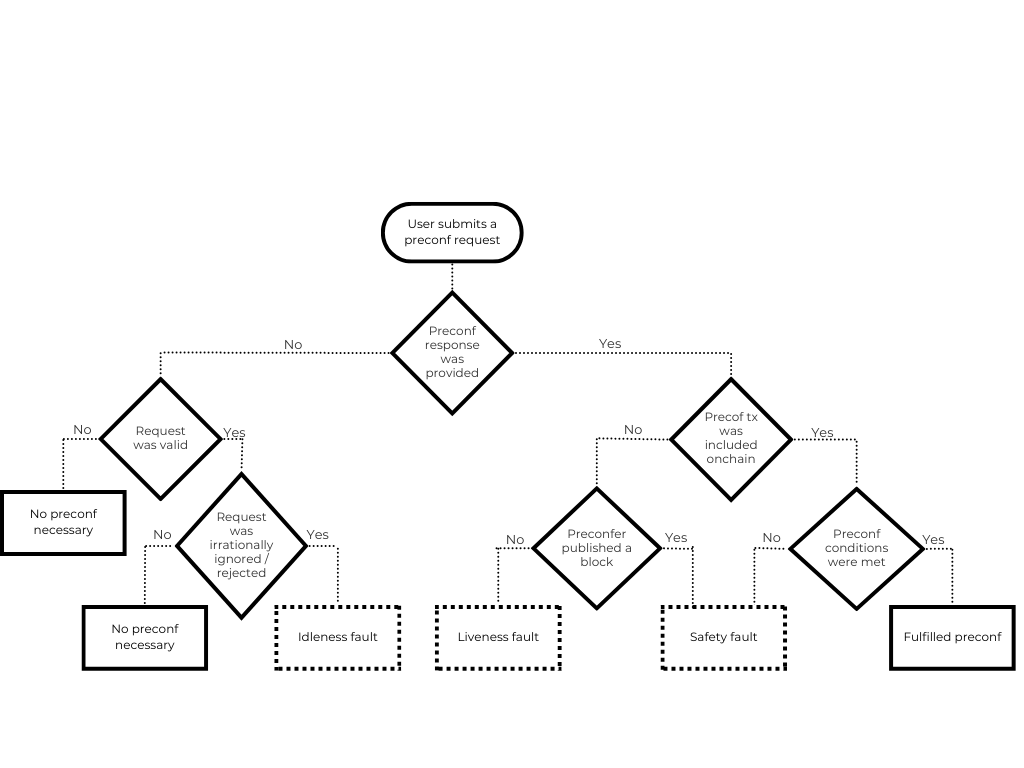 User submits a
preconf request
Preconf
response
was
provided
No
Yes
Request
was valid
No
Yes
Precof tx
was
included
onchain
No
Yes
No preconf
necessary
Request
was
irrationally
ignored /
rejected
No
Yes
Preconfer
published a
block
No
Yes
Preconf
conditions
were met
No
Yes
No preconf
necessary
Idleness fault
Liveness fault
Safety fault
Fulfilled preconf